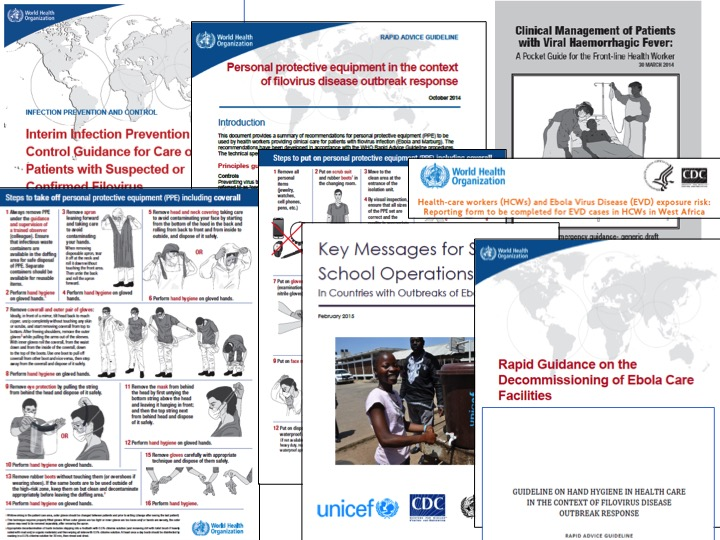 World Health
Organization
INFECTION PREVENTION AND CONTROL
Interim Infection Prevention
Control Guidance for Care o
Patients with Suspected or
Confirmed Filovirus
World Health
Organization
RAPID ADVICE GUIDELINE
Personal protective equipment in the context
of filovirus disease outbreak response
October 2014
Introduction
This document provides a summary of recommendations for personal protective equipment (PPE) to be
used by health workers providing clinical care for patients with filovirus infection (Ebola and Marburg). The
recommendations have been developed in accordance with the WHO Rapid Advice Guideline procedures.
The technical spe
Principles gu
Controls
Preventing virus t
Clinical Management of Patients
with Viral Haemorrhagic Fever:
A Pocket Guide for the Front-line Health Worker
30 MARCH 2014
emergency guidance- generic draft
Steps to put on personal protective equipment (PPE) including coverall
1 Remove all
personal
items
(jewelry,
watches,
cell phones,
pens, etc.)
2 Put on scrub suit
and rubber boots
in the
changing room.
3 Move to the
clean area at the
entrance of the
isolation unit.
4 By visual inspection,
ensure that all sizes
of the PPE set are
correct and the
World Health
Organization
CDC
Health-care workers (HCWs) and Ebola Virus Disease (EVD) exposure risk:
Reporting form to be completed for EVD cases in HCWs in West Africa
Steps to take off personal protective equipment (PPE) including coverall
1 Always remove PPE
under the guidance
and supervision of
a trained observer
(colleague). Ensure
that infectious waste
containers are
available in the doffing
area for safe disposal
of PPE. Separate
containers should be
available for reusable
items.
2 Perform hand hygiene
on gloved hands.
3 Remove apron
leaning forward
and taking care
to avoid
contaminating
your hands.
When removing
disposable apron, tear
it off at the neck and
roll it down without
touching the front area.
Then untie the back
and roll the apron
forward.
4 Perform hand hygiene
on gloved hands.
5 Remove head and neck covering taking care
to avoid contaminating your face by starting
from the bottom of the hood in the back and
rolling from back to front and from inside to
outside, and dispose of it safely.
OR
6 Perform hand hygiene on gloved hands.
7 Remove coverall and outer pair of gloves:
Ideally, in front of a mirror, tilt head back to reach
zipper, unzip completely without touching any skin
or scrubs, and start removing coverall from top to
bottom. After freeing shoulders, remove the outer
gloves while pulling the arms out of the sleeves.
With inner gloves roll the coverall, from the waist
down and from the inside of the coverall, down
to the top of the boots. Use one boot to pull off
coverall from other boot and vice versa, then step
away from the coverall and dispose of it safely.
8 Perform hand hygiene on gloved hands.
9 Remove eye protection by pulling the string
from behind the head and dispose of it safely.
OR
10 Perform hand hygiene on gloved hands.
11 Remove the mask from behind
the head by first untying the
bottom string above the head
and leaving it hanging in front;
and then the top string next
from behind head and dispose
of it safely.
12 Perform hand hygiene on gloved hands.
13 Remove rubber boots without touching them (or overshoes if
wearing shoes). If the same boots are to be used outside of
the high-risk zone, keep them on but clean and decontaminate
appropriately before leaving the doffing area.
14 Perform hand hygiene on gloved hands.
15 Remove gloves carefully with appropriate
technique and dispose of them safely.
16 Perform hand hygiene.
World Health
Organization
7 Put on gloves
(examination
nitrile gloves
9 Put on face m
12 Put on dispo
waterproof a
Key Messages for S
School Operations
In Countries with Outbreaks of Ebo
February 2015
unicef
unicef
CDC
World Health
Organization
Rapid Guidance on the
Decommissioning of Ebola Care
Facilities
GUIDELINE ON HAND HYGIENE IN HEALTH CARE
IN THE CONTEXT OF FILOVIRUS DISEASE
OUTBREAK RESPONSE
RAPID ADVICE GUIDELINE